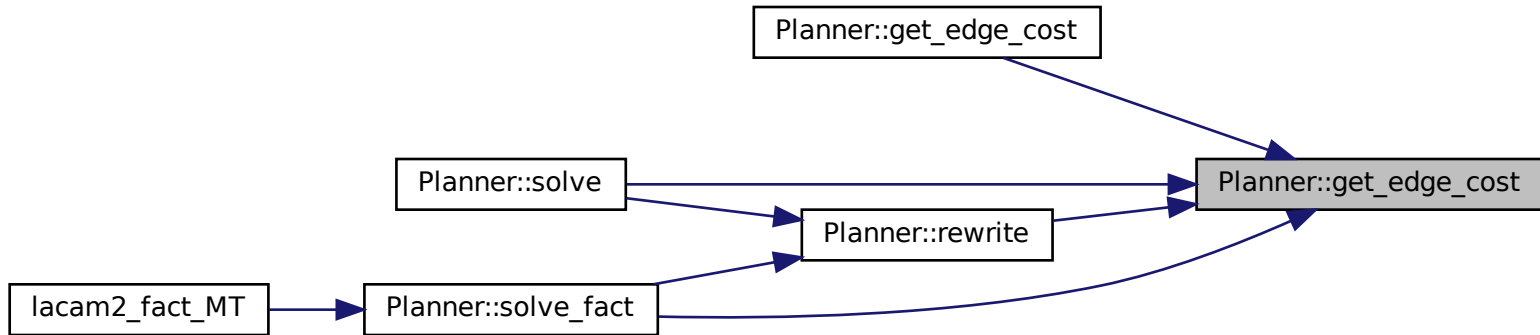 Planner::get_edge_cost
Planner::solve
Planner::get_edge_cost
Planner::rewrite
lacam2_fact_MT
Planner::solve_fact